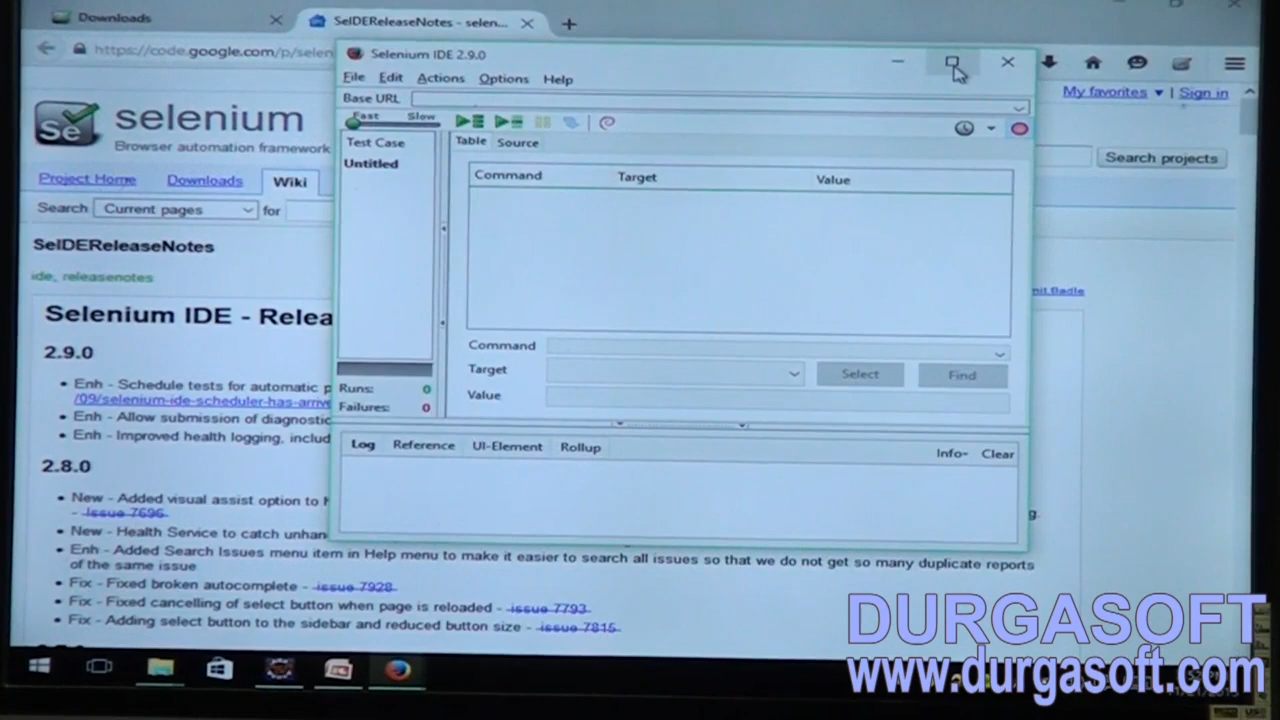 Downloads
SeIDEReleaseNotes - selen...
https://code.google.com/p/selen
Selenium IDE 2.9.0
File Edit Actions Options Help
Base URL
Fast Slow
Test Case
Untitled
Table Source
Command Target Value
Command
Target
Select Find
Value
Runs: 0
Failures: 0
Log Reference UI-Element Rollup
Info- Clear
My favorites ▼ | Sign in
Se
selenium
Browser automation framework
Search projects
Project Home Downloads Wiki
Search Current pages for
SeIDEReleaseNotes
ide, releasenotes
Selenium IDE - Relea
2.9.0
• Enh - Schedule tests for automatic p
/09/selenium-ide-scheduler-has-arrive
• Enh - Allow submission of diagnostic
• Enh - Improved health logging, includ
2.8.0
• New - Added visual assist option to h
- issue 7696
g.
• New - Health Service to catch unhan
• Enh - Added Search Issues menu item in Help menu to make it easier to search all issues so that we do not get so many duplicate reports
of the same issue
• Fix - Fixed broken autocomplete - issue 7928
• Fix - Fixed cancelling of select button when page is reloaded - issue 7793
• Fix - Adding select button to the sidebar and reduced button size - issue 7815
DURGASOFT
www.durgasoft.com